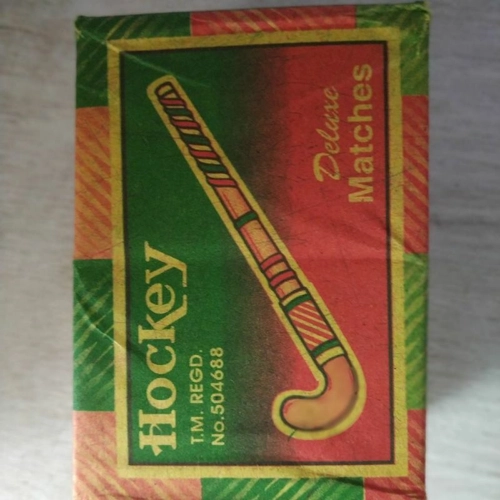 Hockey
T.M. REGD.
No.504688
Deluxe
Matches